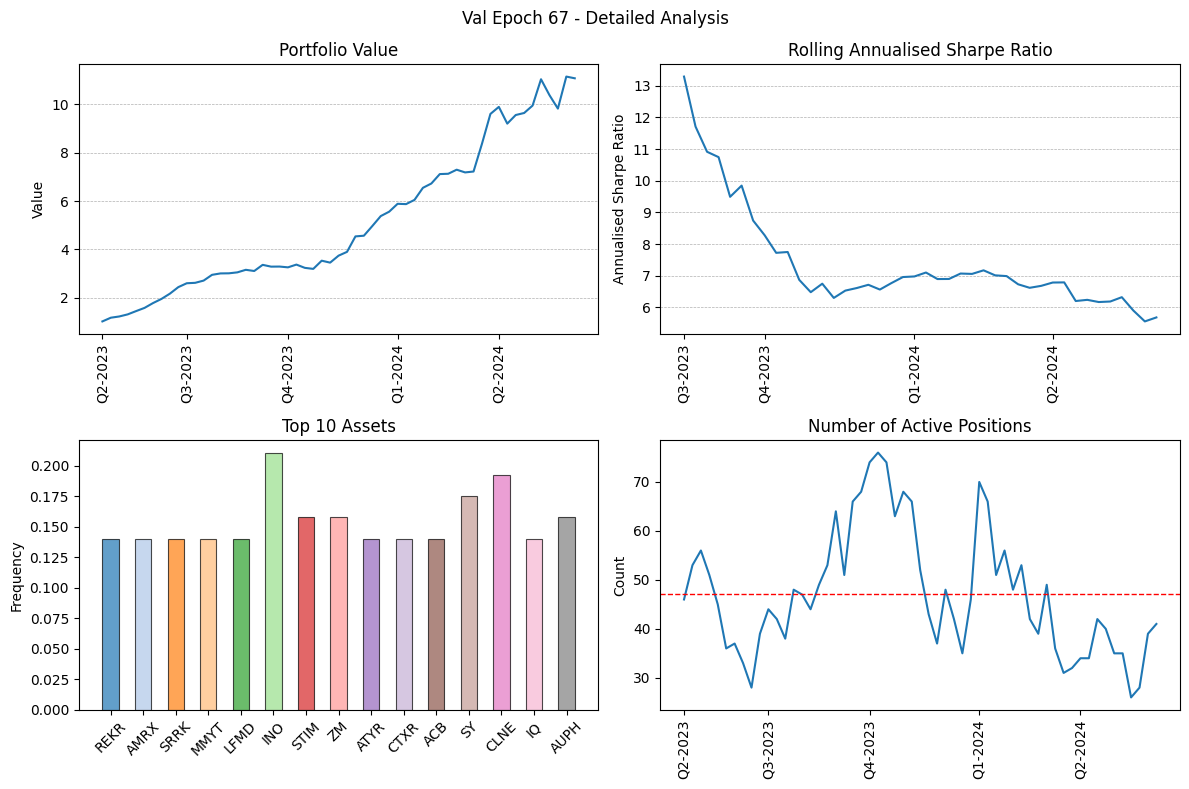 Val Epoch 67 - Detailed Analysis
Portfolio Value
Value
10
8
6
4
2
Q2-2023
Q3-2023
Q4-2023
Q1-2024
Q2-2024
Rolling Annualised Sharpe Ratio
Annualised Sharpe Ratio
13
12
11
10
9
8
7
6
Q3-2023
Q4-2023
Q1-2024
Q2-2024
Top 10 Assets
Frequency
0.200
0.175
0.150
0.125
0.100
0.075
0.050
0.025
0.000
REKR
AMRX
SRRK
MMYT
LFMD
INO
STIM
ZM
ATYR
CTXR
ACB
SY
CLNE
IQ
AUPH
Number of Active Positions
Count
70
60
50
40
30
Q2-2023
Q3-2023
Q4-2023
Q1-2024
Q2-2024